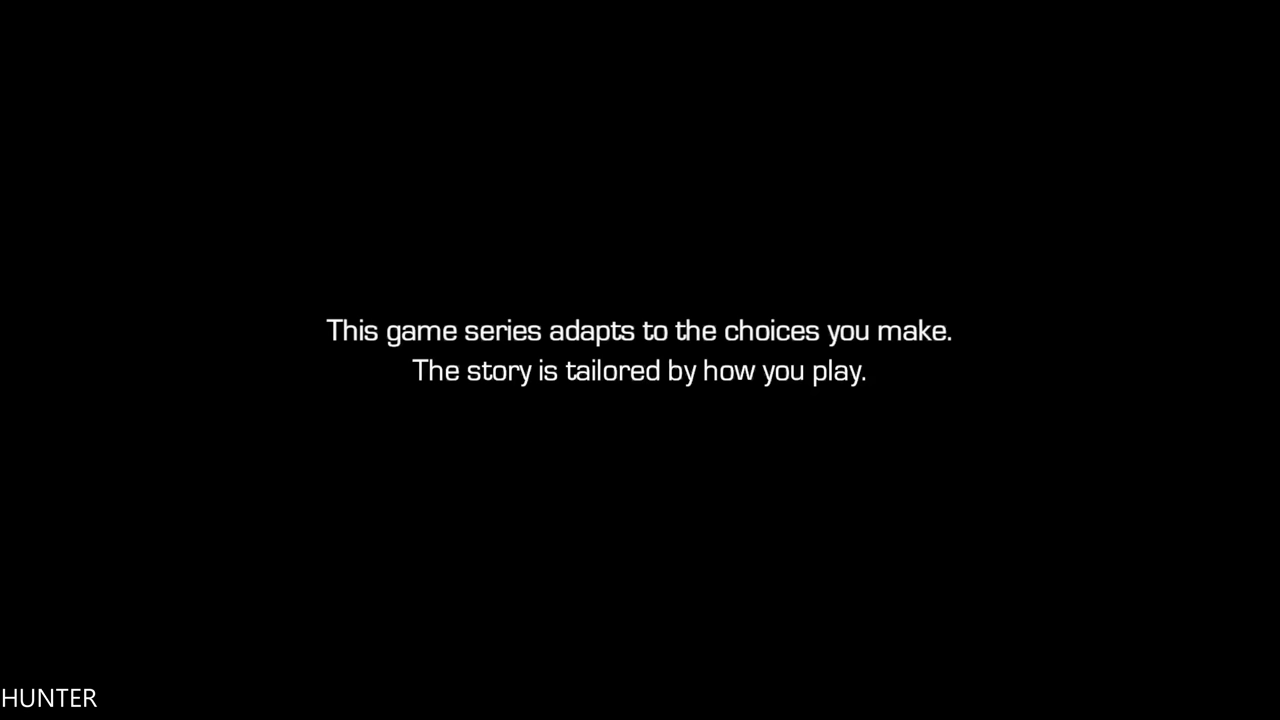 This game series adapts to the choices you make.
The story is tailored by how you play.
HUNTER